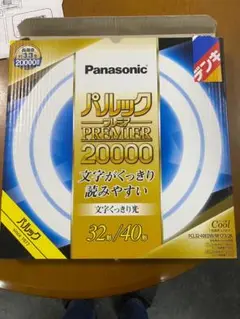 20000
デンキ
Panasonic
パルック
プレミア
PREMIER
20000
文字がくっきり
読みやすい
文字くっきり光
パルック
Cool
32形/40形